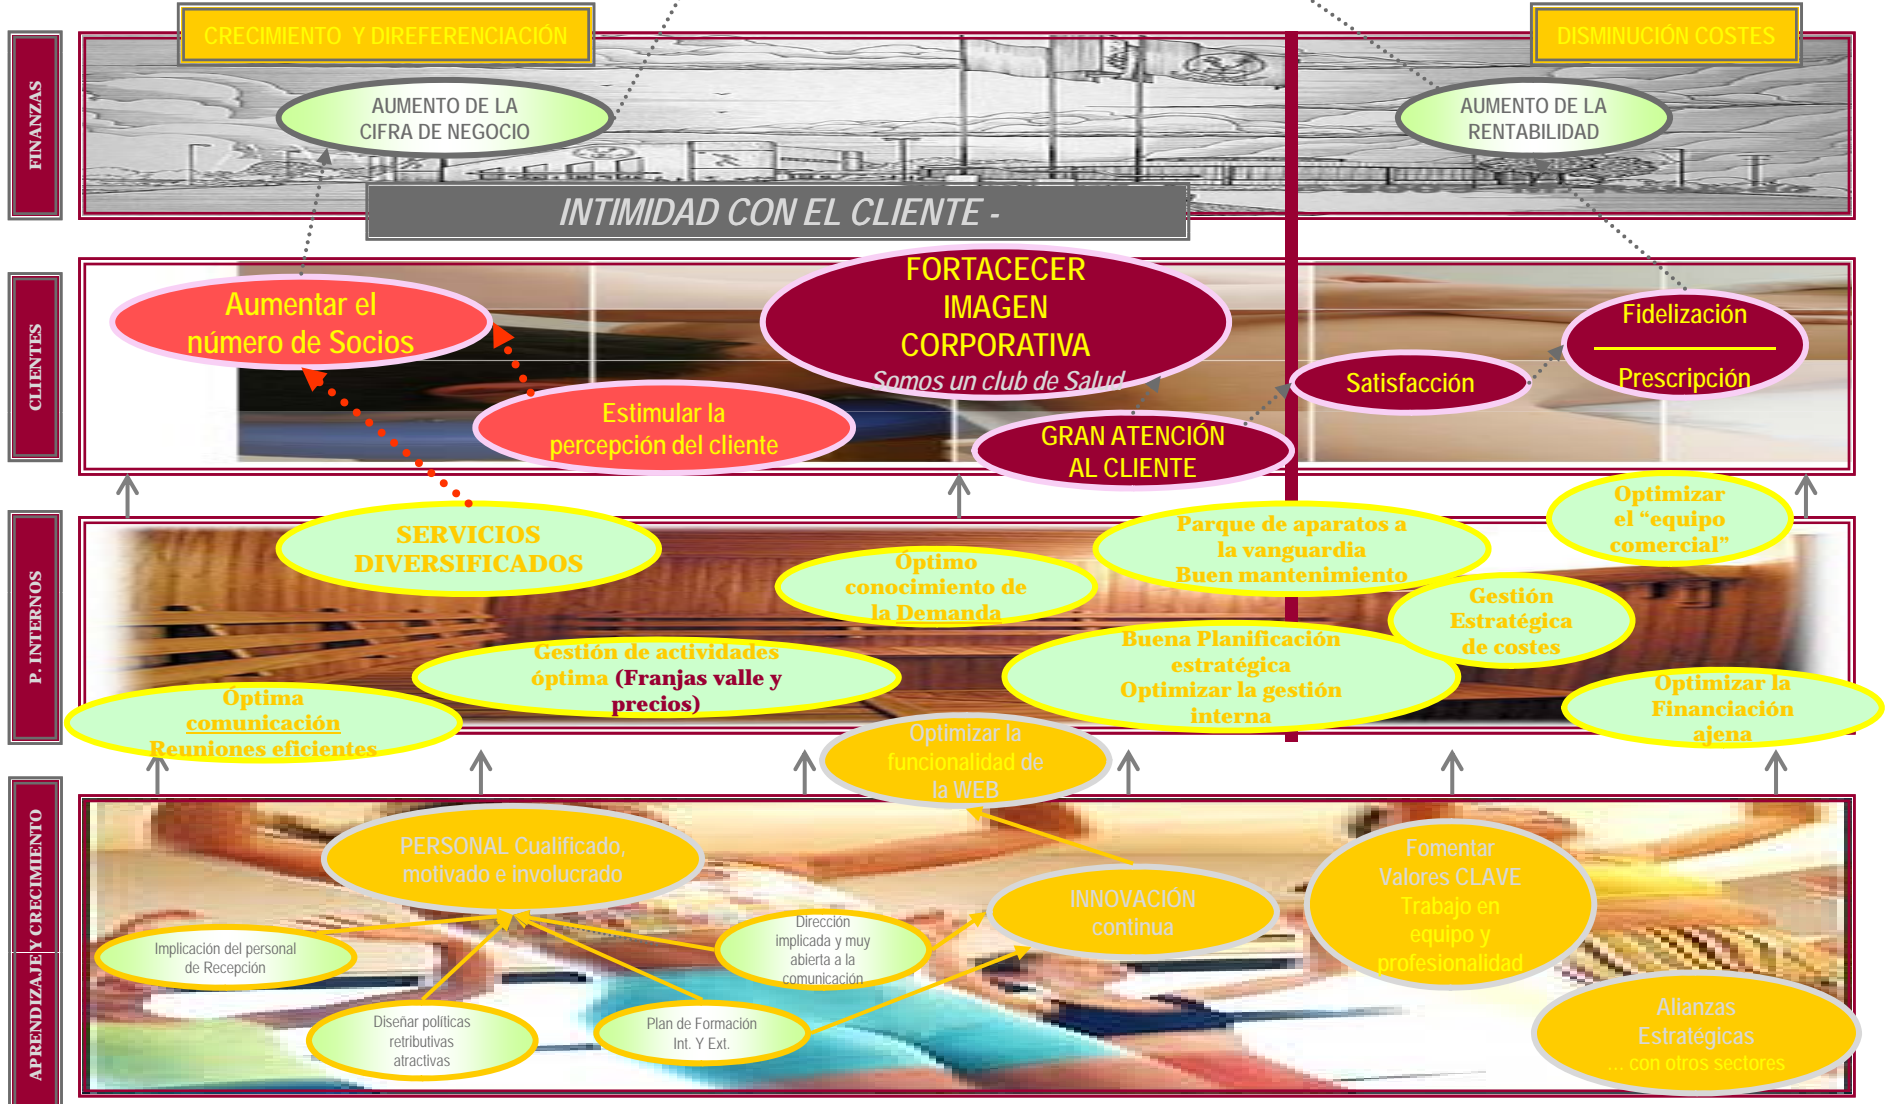 CRECIMIENTO Y DIREFERENCIACIÓN
DISMINUCIÓN COSTES
FINANZAS
AUMENTO DE LA
CIFRA DE NEGOCIO
AUMENTO DE LA
RENTABILIDAD
INTIMIDAD CON EL CLIENTE -
CLIENTES
Aumentar el
número de Socios
FORTACECER
IMAGEN
CORPORATIVA
Somos un club de Salud
Fidelización
Prescripción
Satisfacción
Estimular la
percepción del cliente
GRAN ATENCIÓN
AL CLIENTE
P. INTERNOS
SERVICIOS
DIVERSIFICADOS
Óptimo
conocimiento de
la Demanda
Parque de aparatos a
la vanguardia
Buen mantenimiento
Optimizar
el “equipo
comercial”
Gestión
Estratégica
de costes
Gestión de actividades
óptima (Franjas valle y
precios)
Buena Planificación
estratégica
Optimizar la gestión
interna
Óptima
comunicación
Reuniones eficientes
Optimizar la
Financiación
ajena
Optimizar la
funcionalidad de
la WEB
APRENDIZAJE Y CRECIMIENTO
PERSONAL Cualificado,
motivado e involucrado
INNOVACIÓN
continua
Fomentar
Valores CLAVE
Trabajo en
equipo y
profesionalidad
Implicación del personal
de Recepción
Dirección
implicada y muy
abierta a la
comunicación
Diseñar políticas
retributivas
atractivas
Plan de Formación
Int. Y Ext.
Alianzas
Estratégicas
... con otros sectores